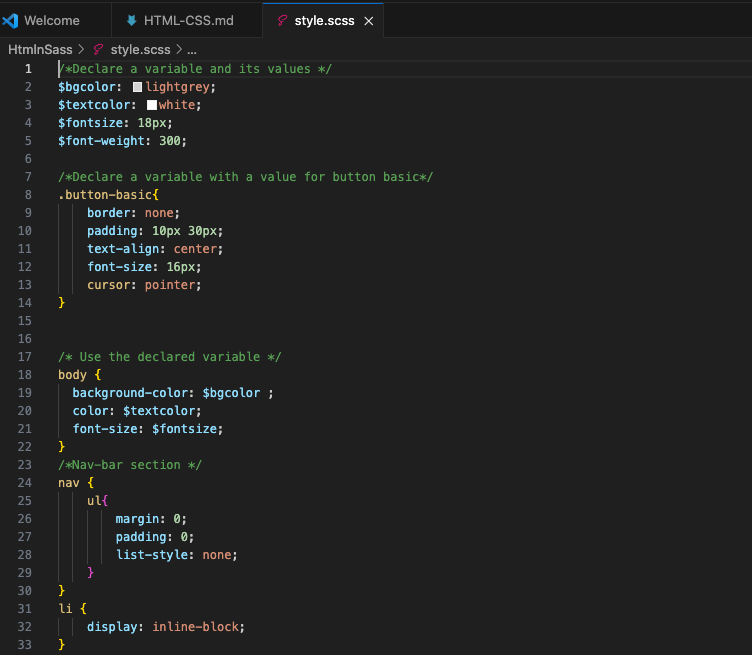 Welcome HTML-CSS.md style.scss
HtmlnSass > style.scss > ...
1 /*Declare a variable and its values */
2 $bgcolor: lightgrey;
3 $textcolor: white;
4 $fontsize: 18px;
5 $font-weight: 300;
6
7 /*Declare a variable with a value for button basic*/
8 .button-basic{
9 border: none;
10 padding: 10px 30px;
11 text-align: center;
12 font-size: 16px;
13 cursor: pointer;
14 }
15
16
17 /* Use the declared variable */
18 body {
19 background-color: $bgcolor ;
20 color: $textcolor;
21 font-size: $fontsize;
22 }
23 /*Nav-bar section */
24 nav {
25 ul{
26 margin: 0;
27 padding: 0;
28 list-style: none;
29 }
30 }
31 li {
32 display: inline-block;
33 }